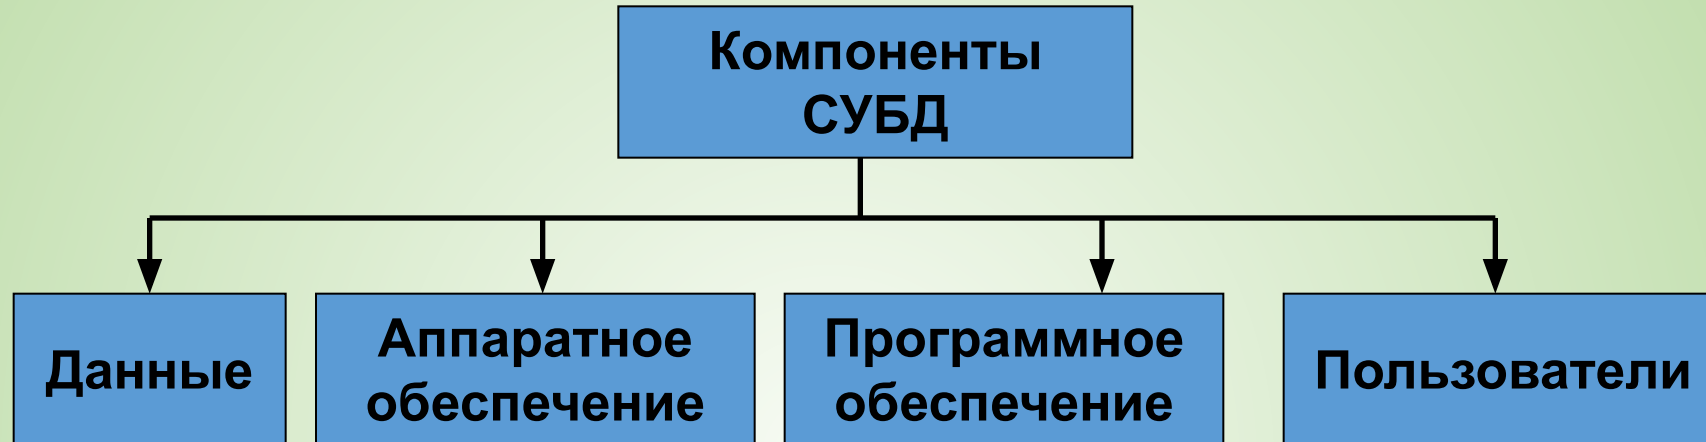 Компоненты
СУБД
Данные
Аппаратное
обеспечение
Программное
обеспечение
Пользователи